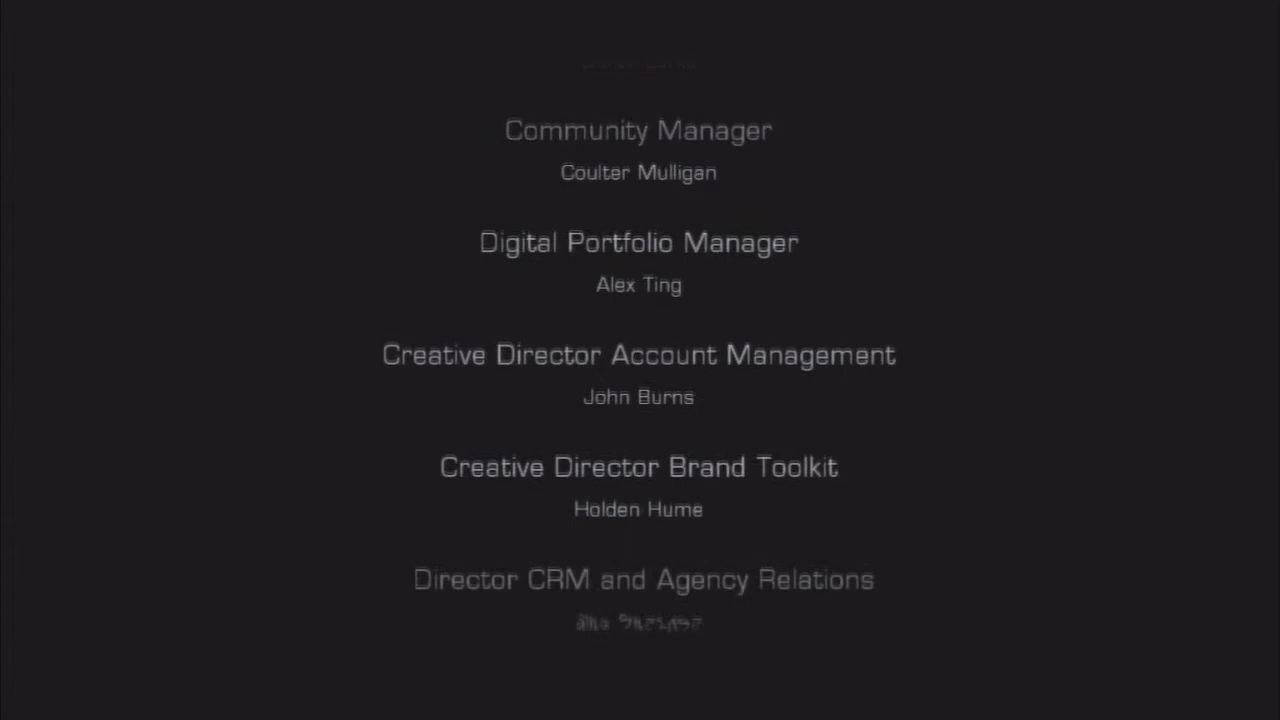 Community Manager
Coulter Mulligan
Digital Portfolio Manager
Alex Ting
Creative Director Account Management
John Burns
Creative Director Brand Toolkit
Holden Hume
Director CRM and Agency Relations